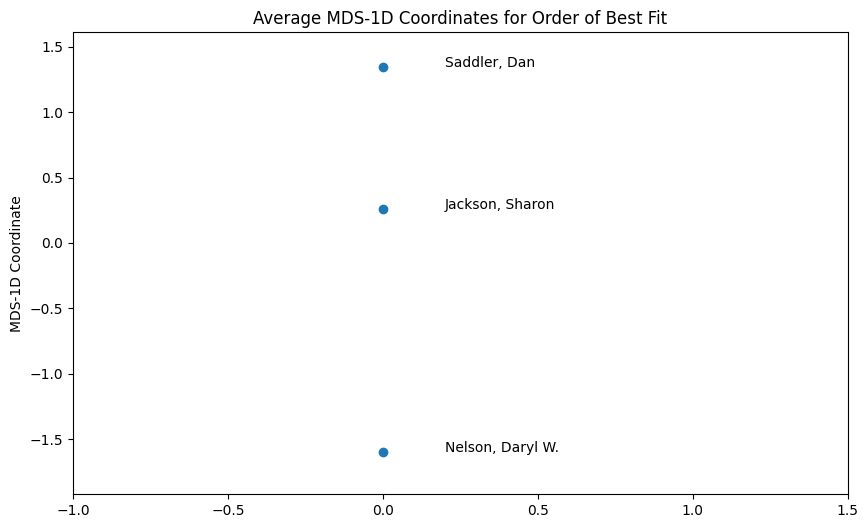 Average MDS-1D Coordinates for Order of Best Fit
MDS-1D Coordinate
1.5
1.0
0.5
0.0
−0.5
−1.0
−1.5
Saddler, Dan
Jackson, Sharon
Nelson, Daryl W.
−1.0
−0.5
0.0
0.5
1.0
1.5